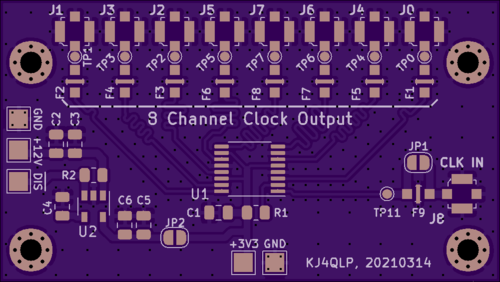 J1 J3 J2 J5 J7 J6 J4 J0
TP1 TP3 TP2 TP5 TP7 TP6 TP4 TP0
F2 F4 F3 F6 F8 F7 F5 F1
8 Channel Clock Output
GND
C2 C3
+12V
JP1
CLK IN
R2
DIS
U1
C4
C6 C5
C1 R1
TP11 F9 J8
U2
JP2
+3V3 GND
KJ4QLP, 20210314